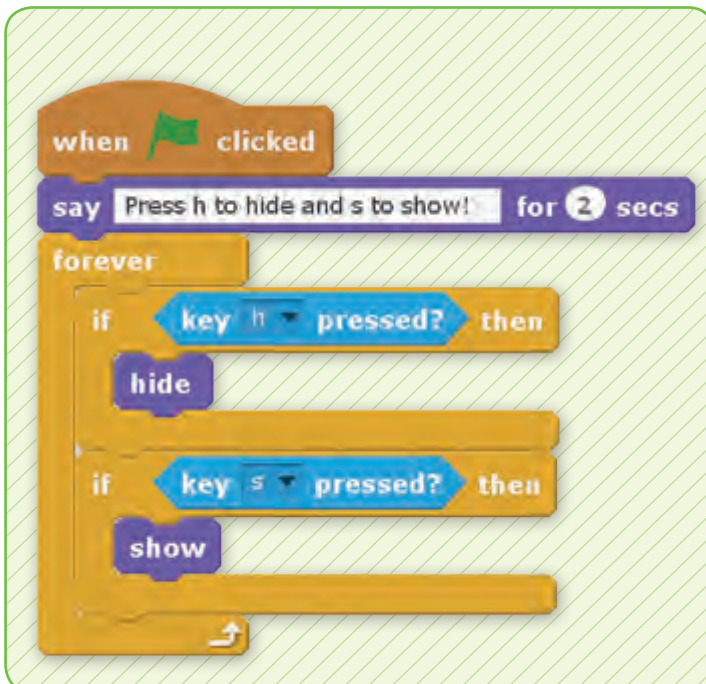 when clicked
say Press h to hide and s to show! for 2 secs
forever
if key h pressed? then
hide
if key s pressed? then
show